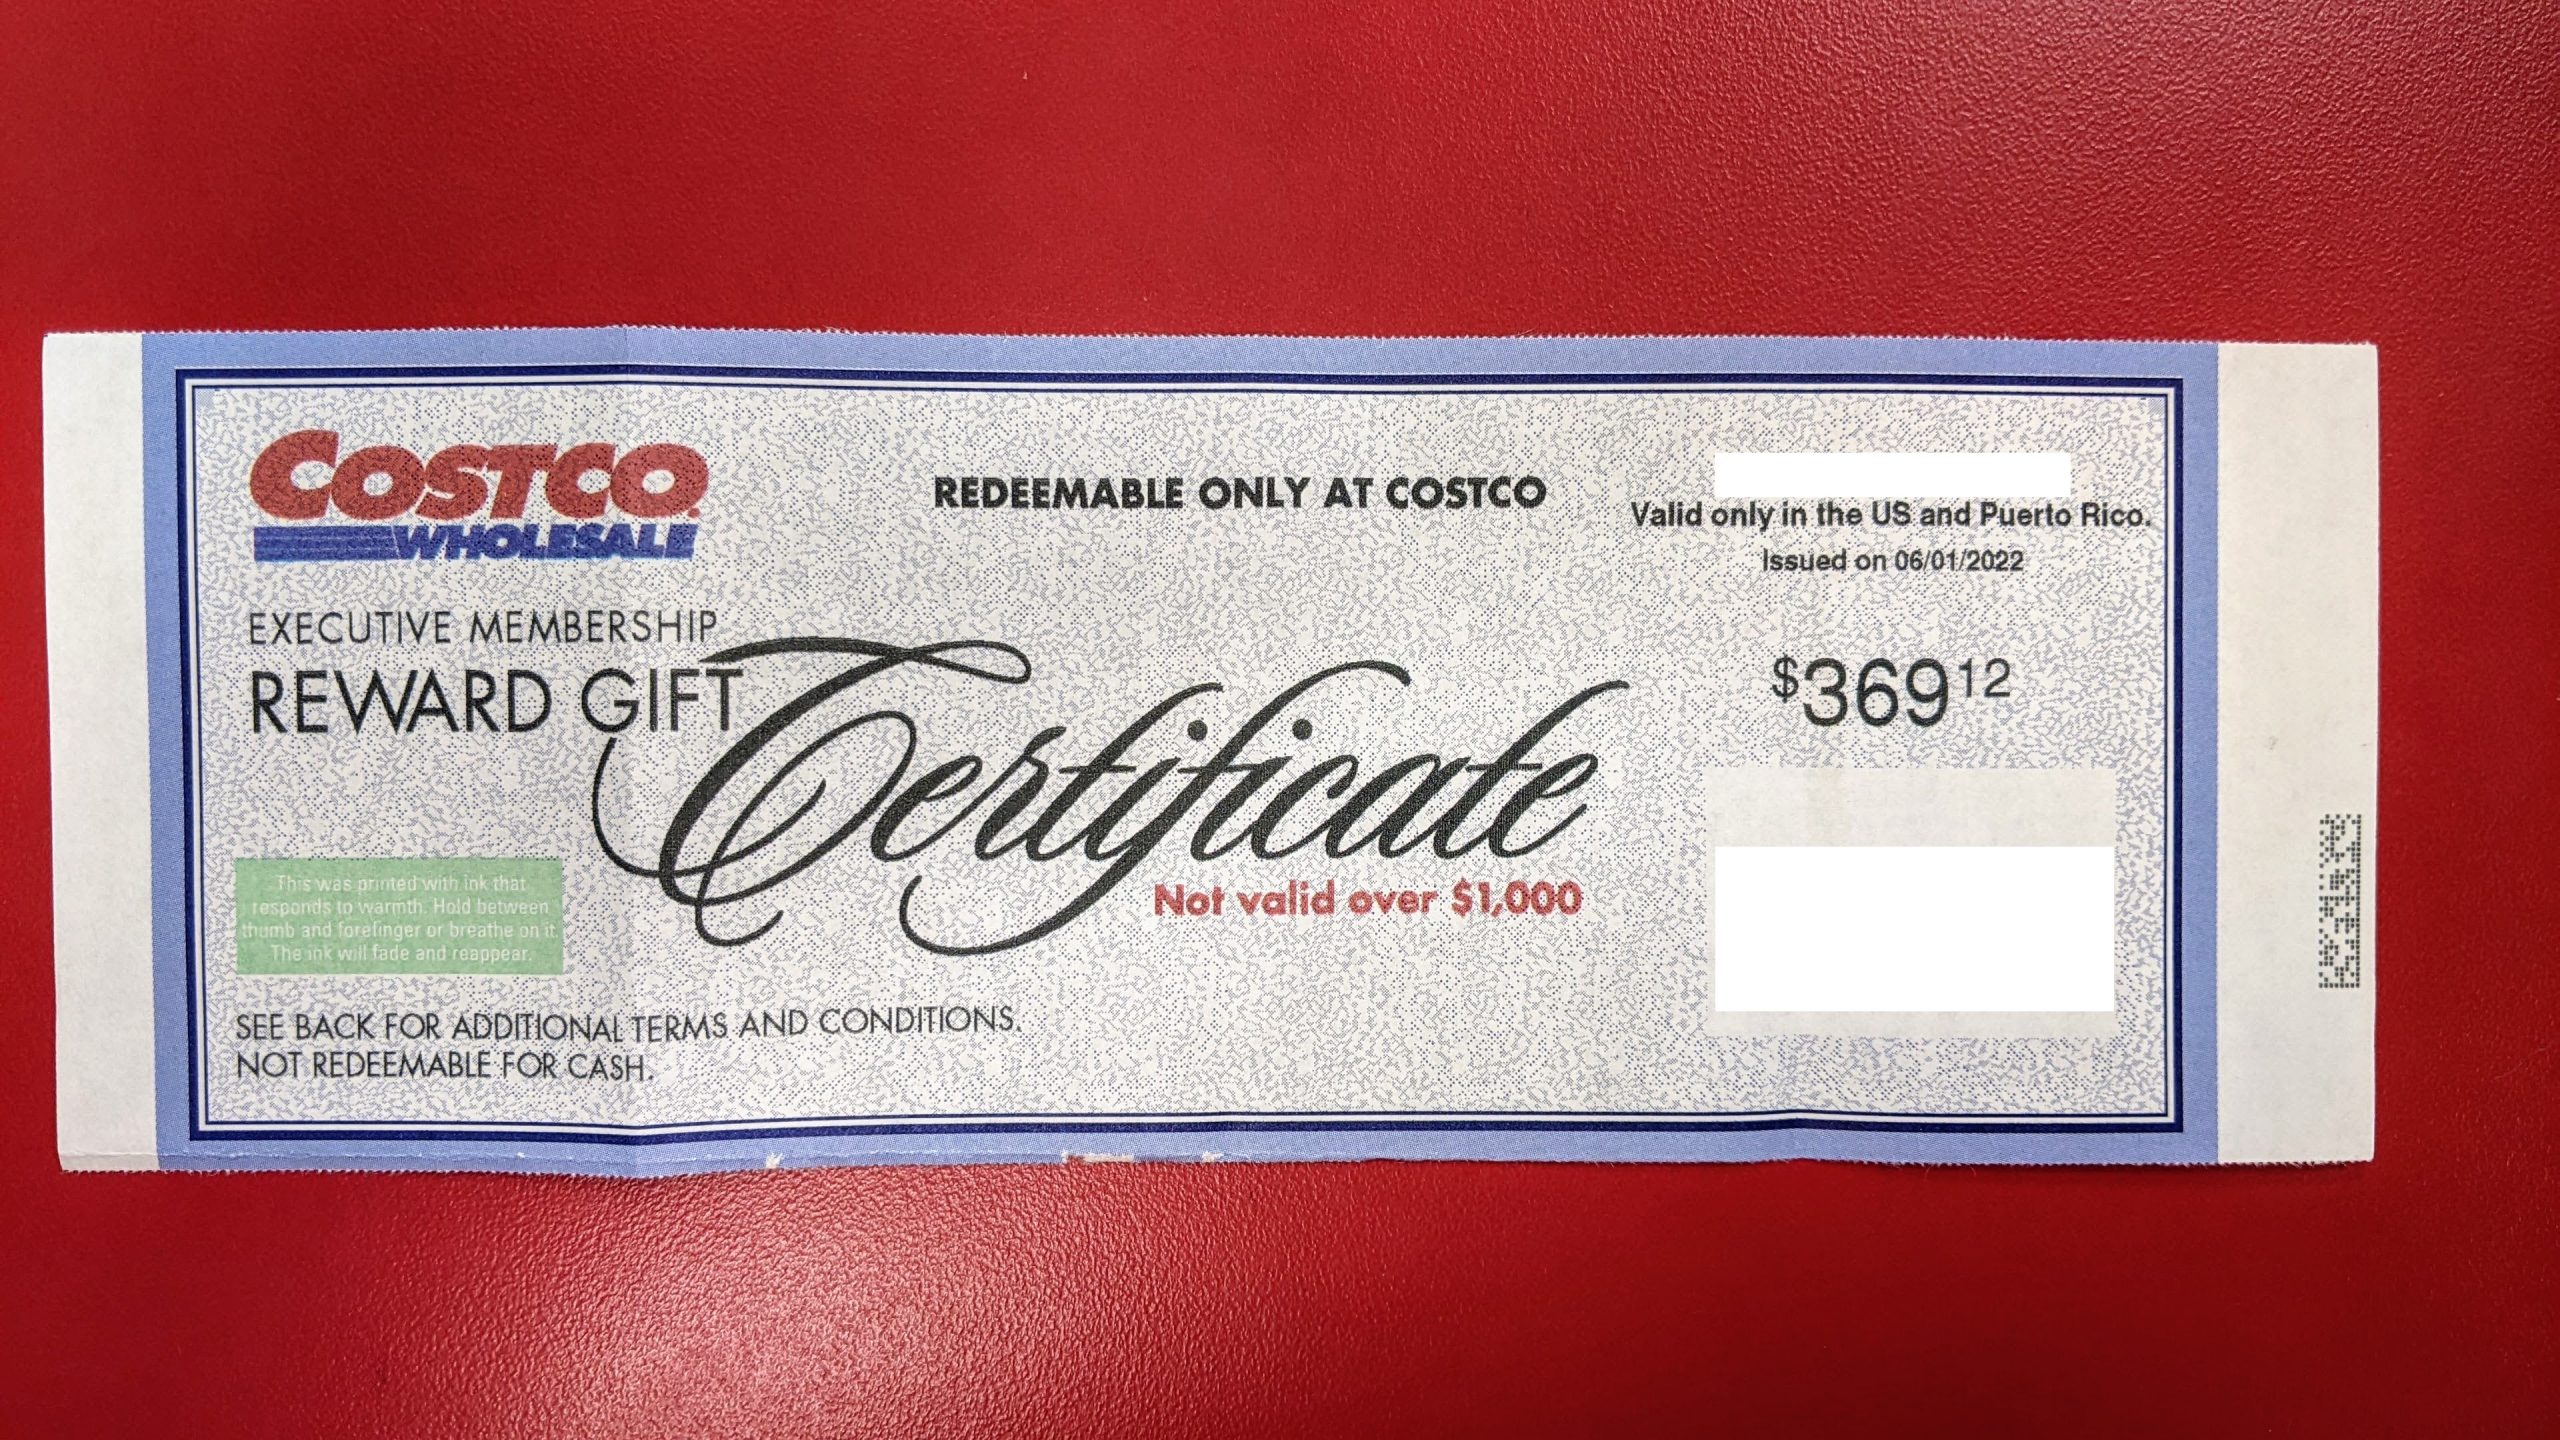 COSTCO
WHOLESALE
REDEEMABLE ONLY AT COSTCO
Valid only in the US and Puerto Rico.
Issued on 06/01/2022
EXECUTIVE MEMBERSHIP
REWARD GIFT
Certificate
$369 12
Not valid over $1,000
This was printed with ink that
responds to warmth. Hold between
thumb and forefinger or breathe on it.
The ink will fade and reappear.
SEE BACK FOR ADDITIONAL TERMS AND CONDITIONS.
NOT REDEEMABLE FOR CASH.